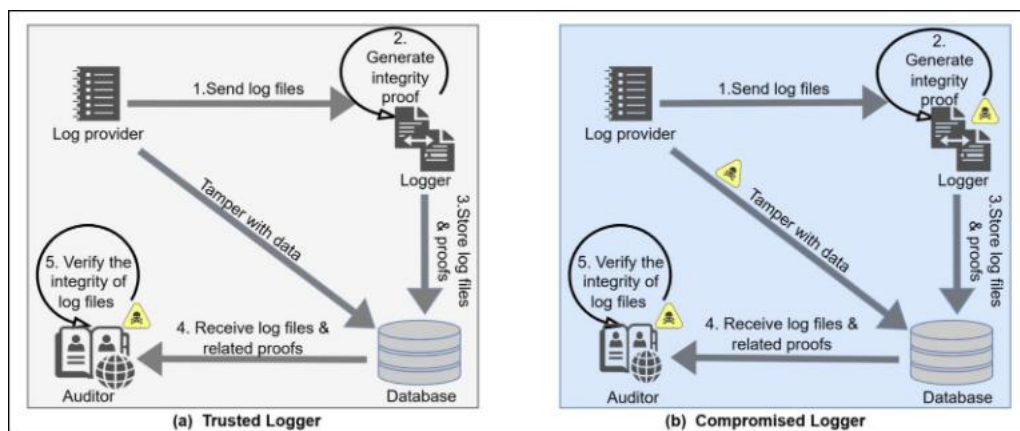 2.
Generate
integrity
proof
1.Send log files
Log provider
Logger
Tamper with data
3.Store log files
& proofs
5. Verify the
integrity of
log files
4. Receive log files &
related proofs
Auditor
Database
(a) Trusted Logger
2.
Generate
integrity
proof
1.Send log files
Log provider
Logger
Tamper with data
3.Store log files
& proofs
5. Verify the
integrity of
log files
4. Receive log files &
related proofs
Auditor
Database
(b) Compromised Logger